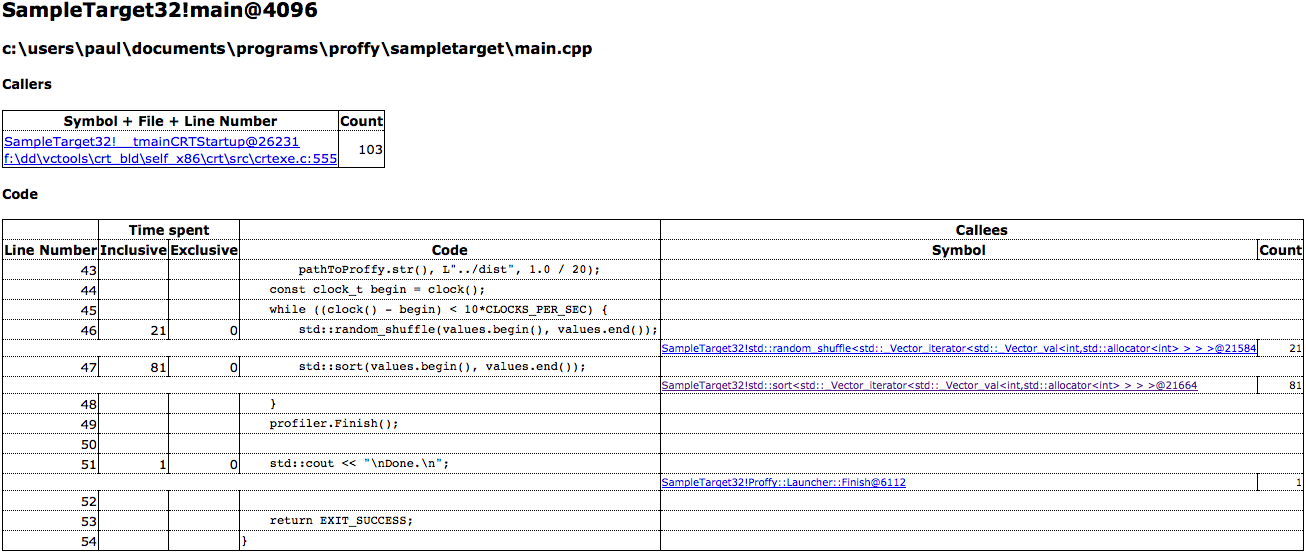 SampleTarget32!main@4096
c:\users\paul\documents\programs\proffy\sampletarget\main.cpp
Callers
Symbol + File + Line Number Count
SampleTarget32!__tmainCRTStartup@26231
f:\dd\vctools\crt_bld\self_x86\crt\src\crtexe.c:555 103
Code
Time spent Callees
Line Number Inclusive Exclusive Code Symbol Count
43 pathToProffy.str(), L"../dist", 1.0 / 20);
44 const clock_t begin = clock();
45 while ((clock() - begin) < 10*CLOCKS_PER_SEC) {
46 21 0 std::random_shuffle(values.begin(), values.end());
SampleTarget32!std::random_shuffle<std::_Vector_iterator<std::_Vector_val<int,std::allocator<int> > > >@21584 21
47 81 0 std::sort(values.begin(), values.end());
SampleTarget32!std::sort<std::_Vector_iterator<std::_Vector_val<int,std::allocator<int> > > >@21664 81
48 }
49 profiler.Finish();
50
51 1 0 std::cout << "\nDone.\n";
SampleTarget32!Proffy::Launcher::Finish@6112 1
52
53 return EXIT_SUCCESS;
54 }